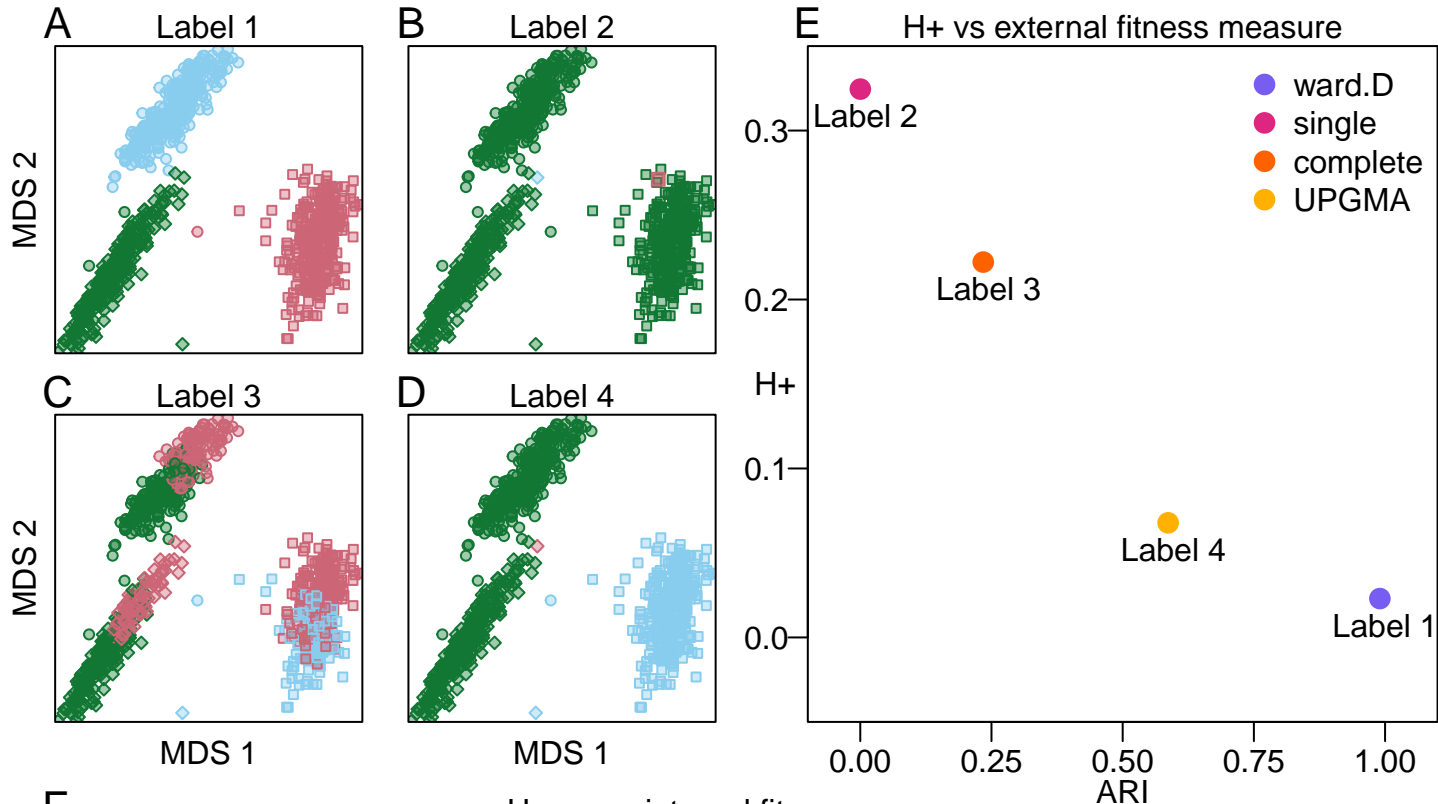 A
Label 1
MDS 2
B
Label 2
C
Label 3
MDS 2
MDS 1
D
Label 4
MDS 1
E
H+ vs external fitness measure
ward.D
single
complete
UPGMA
Label 2
Label 3
Label 4
Label 1
H+
0.3
0.2
0.1
0.0
0.00 0.25 0.50 0.75 1.00
ARI